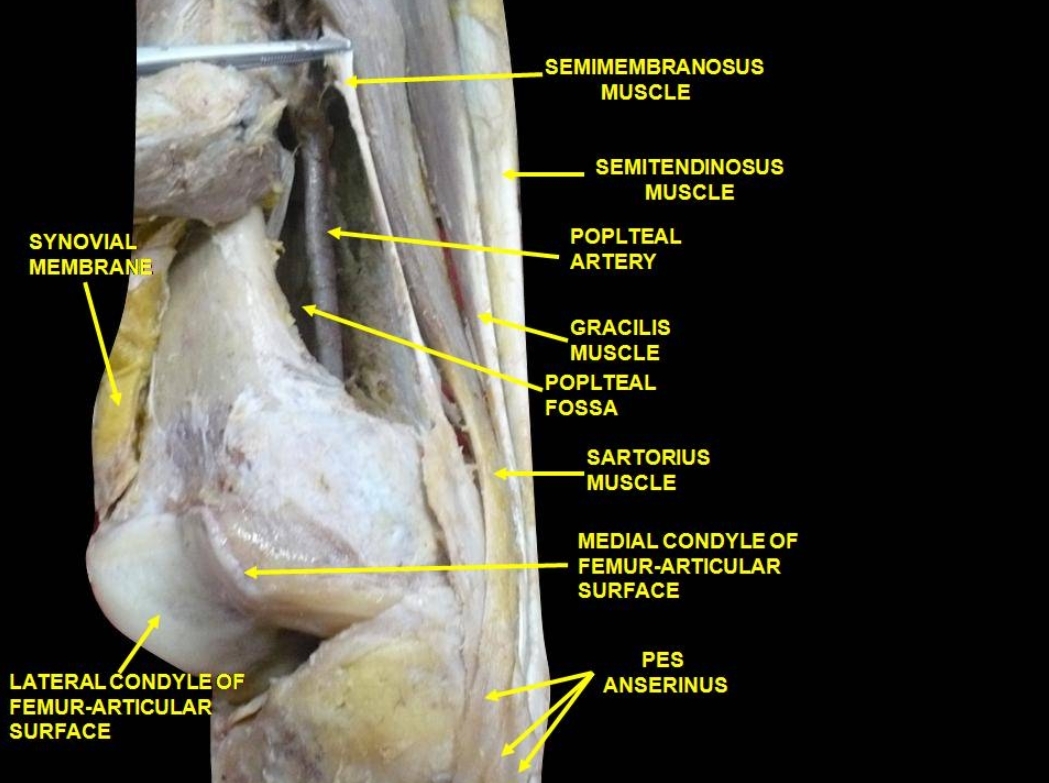 SEMIMEMBRANOSUS
MUSCLE
SEMITENDINOSUS
MUSCLE
SYNOVIAL
MEMBRANE
POPLTEAL
ARTERY
GRACILIS
MUSCLE
POPLTEAL
FOSSA
SARTORIUS
MUSCLE
MEDIAL CONDYLE OF
FEMUR-ARTICULAR
SURFACE
LATERAL CONDYLE OF
FEMUR-ARTICULAR
SURFACE
PES
ANSERINUS